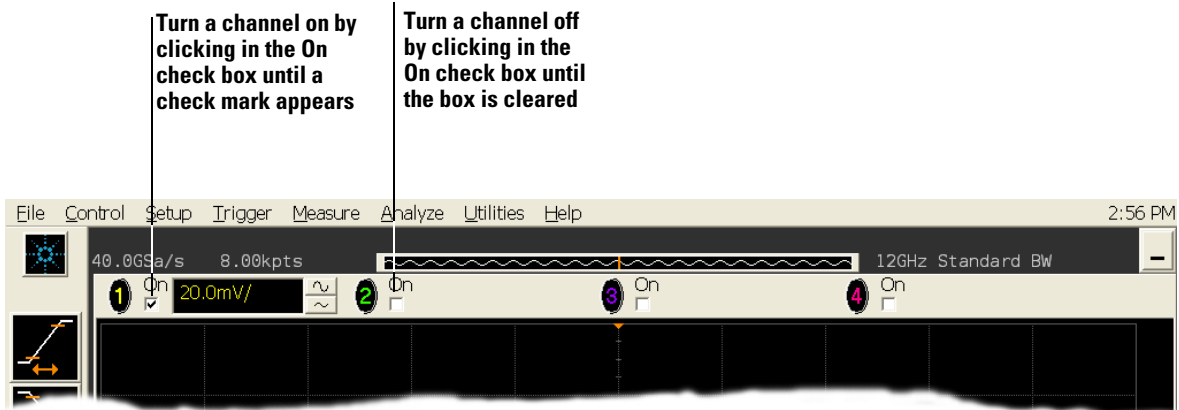 Turn a channel on by
clicking in the On
check box until a
check mark appears
Turn a channel off
by clicking in the
On check box until
the box is cleared
File Control Setup Trigger Measure Analyze Utilities Help 2:56 PM
40.0GSa/s 8.00kpts 12GHz Standard BW
1 On 20.0mV/ 2 On 3 On 4 On